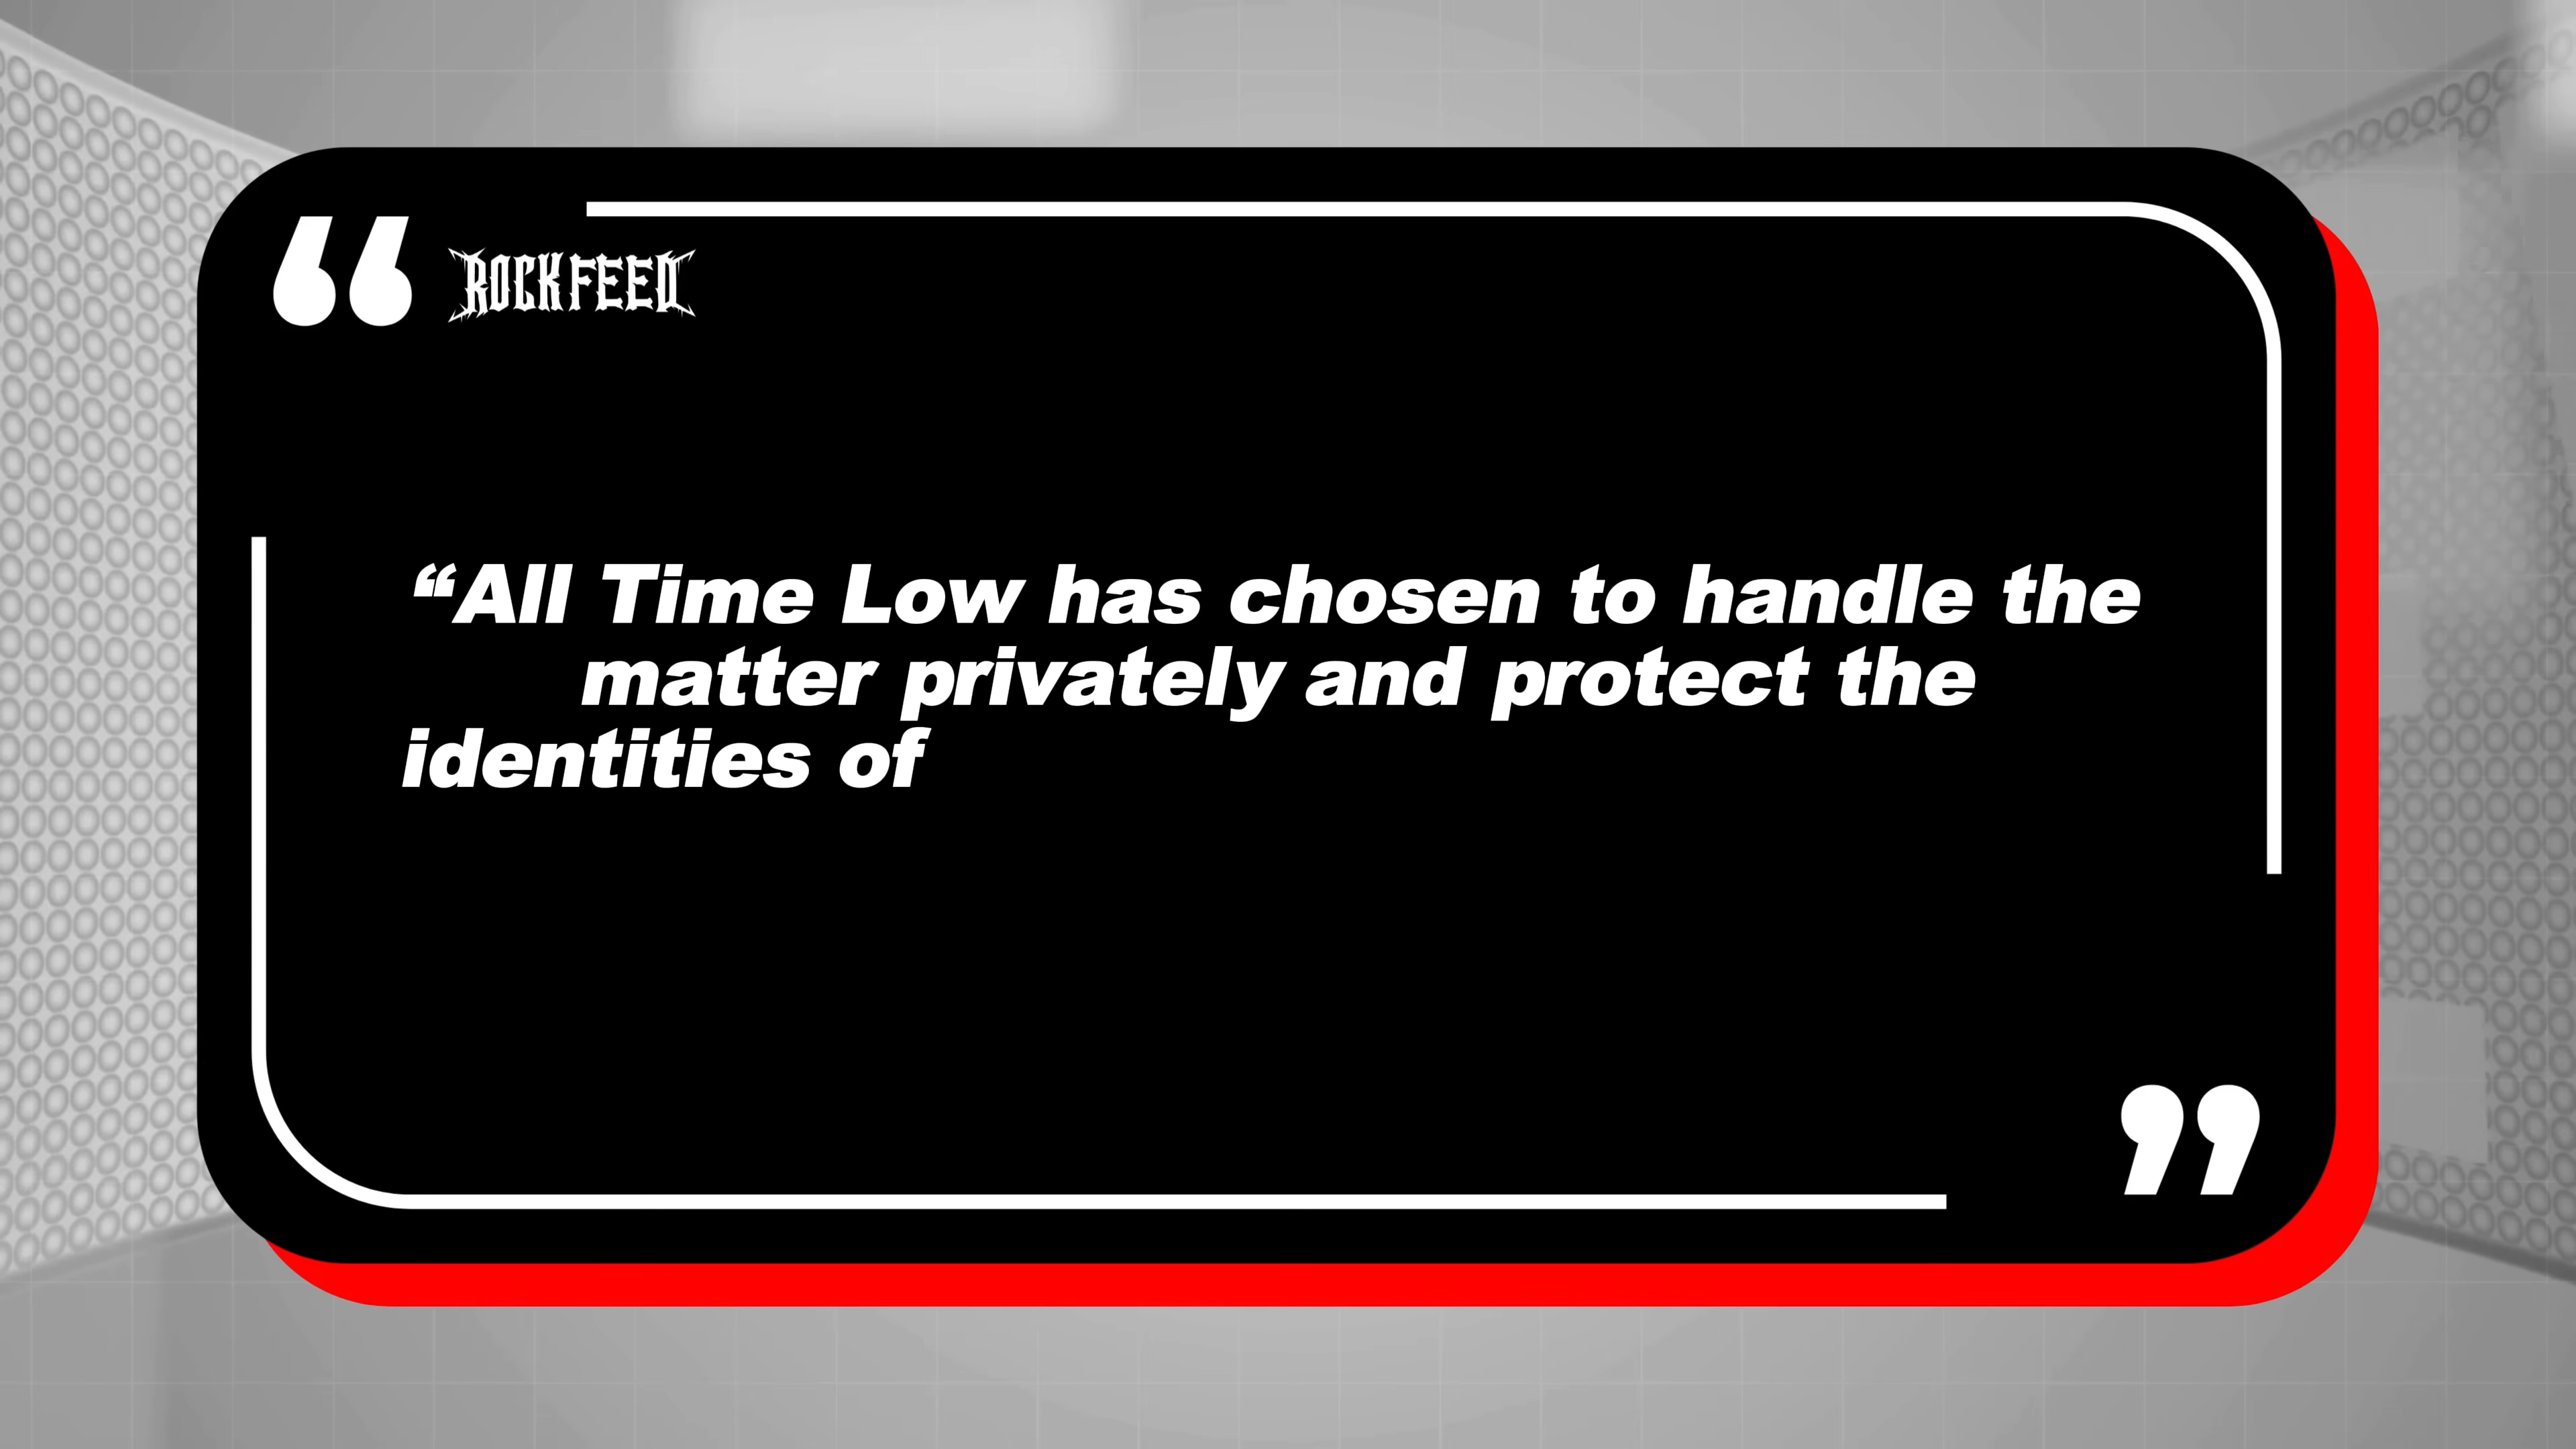 ROCKFEED
“All Time Low has chosen to handle the
matter privately and protect the
identities of